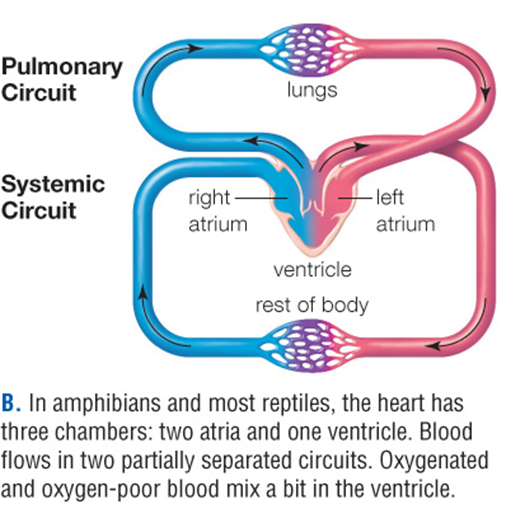 Pulmonary
Circuit
lungs
Systemic
Circuit
right
atrium
left
atrium
ventricle
rest of body
B. In amphibians and most reptiles, the heart has
three chambers: two atria and one ventricle. Blood
flows in two partially separated circuits. Oxygenated
and oxygen-poor blood mix a bit in the ventricle.